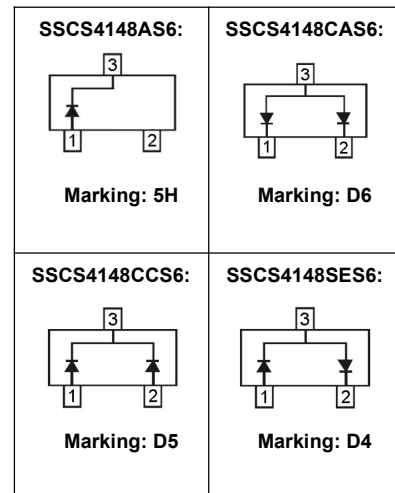 SSCS4148AS6:
3
1
2
Marking: 5H
SSCS4148CAS6:
3
1
2
Marking: D6
SSCS4148CCS6:
3
1
2
Marking: D5
SSCS4148SES6:
3
1
2
Marking: D4